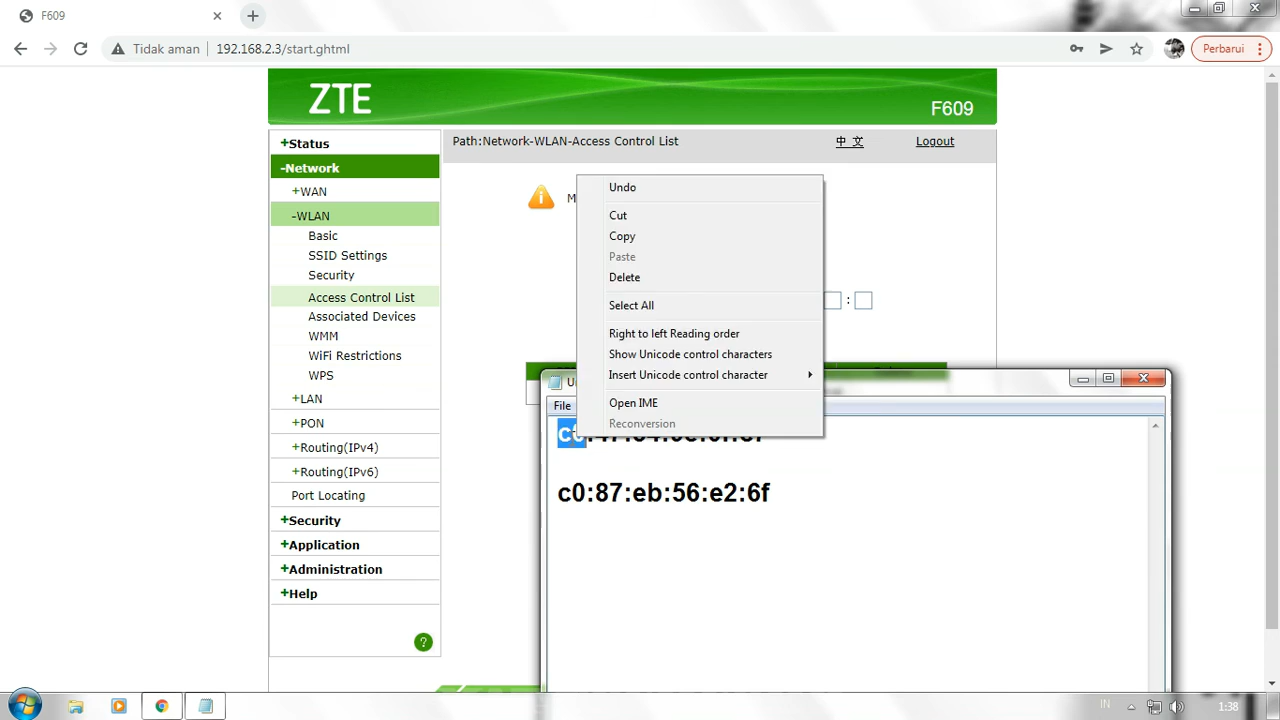 F609
Tidak aman
192.168.2.3/start.ghtml
Perbarui
ZTE
F609
+Status
-Network
+WAN
-WLAN
Basic
SSID Settings
Security
Access Control List
Associated Devices
WMM
WiFi Restrictions
WPS
+LAN
+PON
+Routing(IPv4)
+Routing(IPv6)
Port Locating
+Security
+Application
+Administration
+Help
?
Path:Network-WLAN-Access Control List
中 文
Logout
Undo
Cut
Copy
Paste
Delete
Select All
Right to left Reading order
Show Unicode control characters
Insert Unicode control character
Open IME
Reconversion
:
File
c0:87:eb:56:e2:6f
IN
1:38